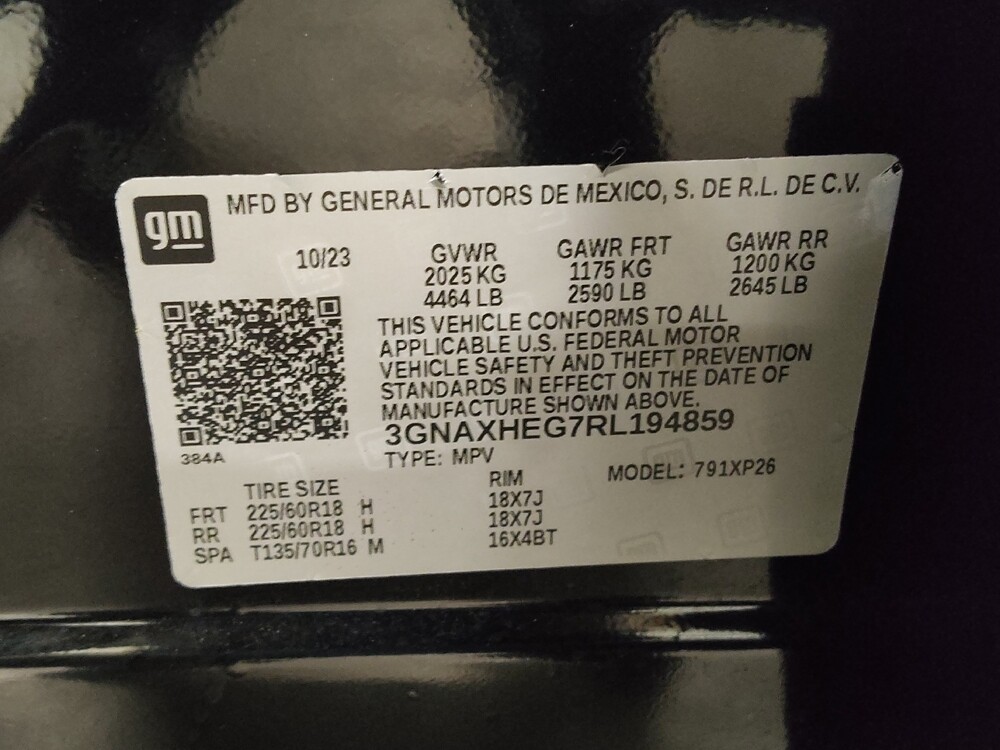 gm
MFD BY GENERAL MOTORS DE MEXICO, S. DE R.L. DE C.V.
10/23 GVWR GAWR FRT GAWR RR
2025 KG 1175 KG 1200 KG
4464 LB 2590 LB 2645 LB
THIS VEHICLE CONFORMS TO ALL
APPLICABLE U.S. FEDERAL MOTOR
VEHICLE SAFETY AND THEFT PREVENTION
STANDARDS IN EFFECT ON THE DATE OF
MANUFACTURE SHOWN ABOVE.
3GNAXHEG7RL194859
384A
TYPE: MPV MODEL: 791XP26
TIRE SIZE RIM
FRT 225/60R18 H 18X7J
RR 225/60R18 H 18X7J
SPA T135/70R16 M 16X4BT